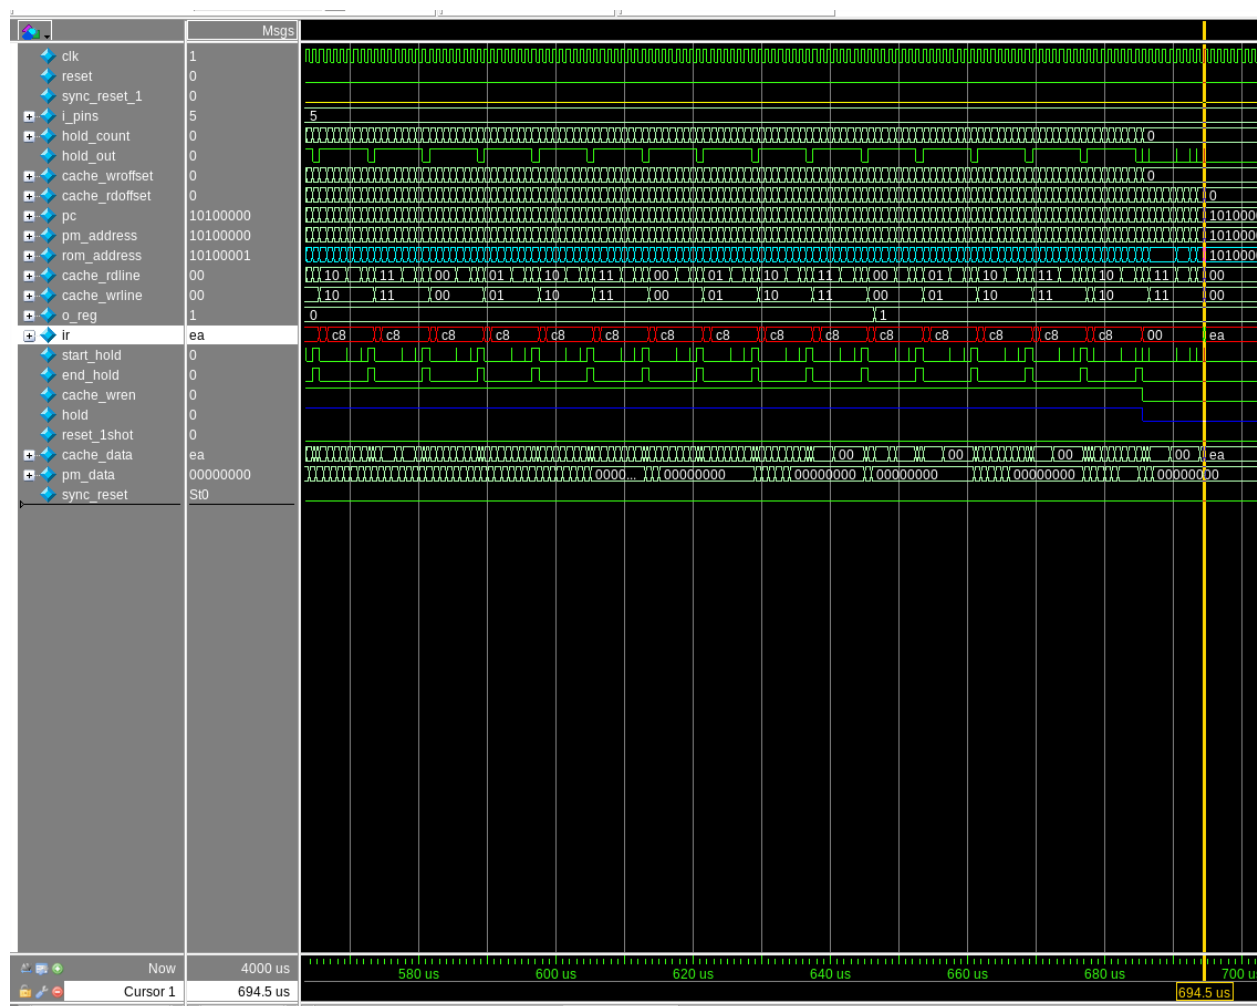 Msgs
clk 1
reset 0
sync_reset_1 0
i_pins 5 5
hold_count 0 0
hold_out 0
cache_wroffset 0 0
cache_rdoffset 0 0
pc 10100000 1010000
pm_address 10100000 1010000
rom_address 10100001 1010000
cache_rdline 00 10 11 00 01 10 11 00 01 10 11 00 01 10 11 10 11 00
cache_wrline 00 10 11 00 01 10 11 00 01 10 11 00 01 10 11 10 11 00
o_reg 1 0 1
ir ea c8 c8 c8 c8 c8 c8 c8 c8 c8 c8 c8 c8 c8 c8 c8 00 ea
start_hold 0
end_hold 0
cache_wren 0
hold 0
reset_1shot 0
cache_data ea 00 00 00 00 ea
pm_data 00000000 0000... 00000000 00000000 00000000 00000000 00000000
sync_reset St0
Now 4000 us 580 us 600 us 620 us 640 us 660 us 680 us 700 u
Cursor 1 694.5 us 694.5 us